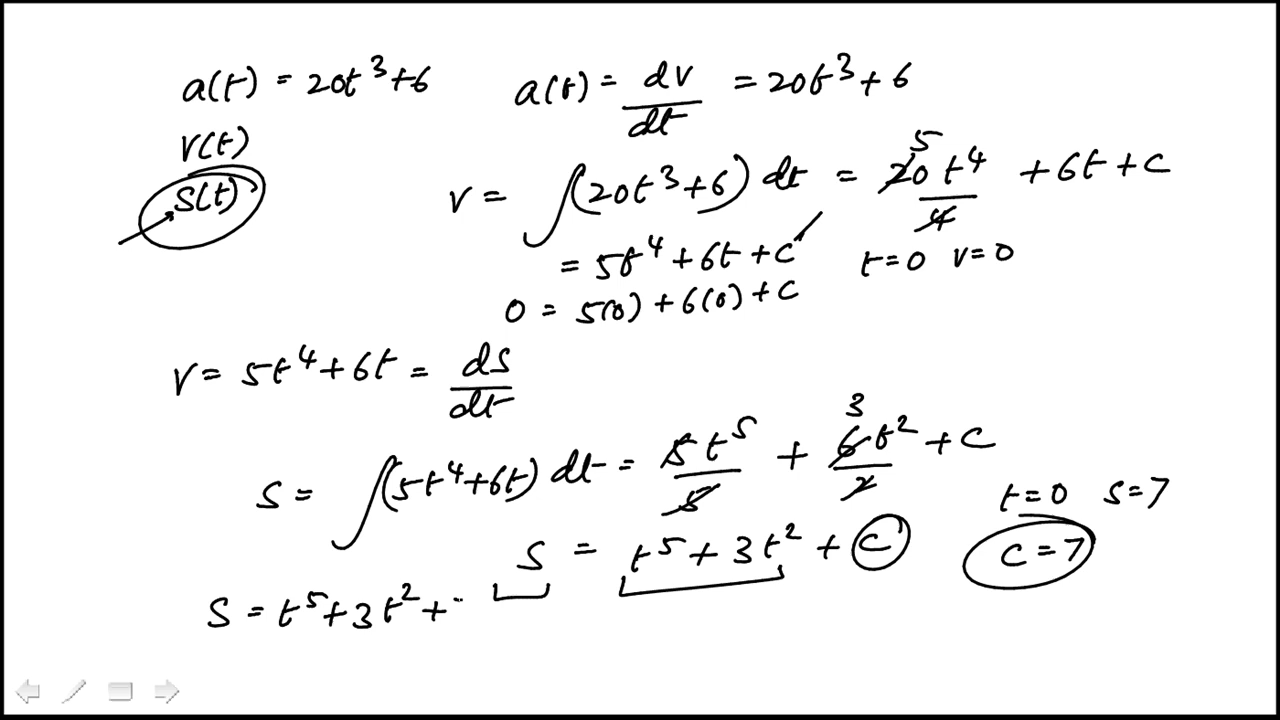 a(t) = 20t³+6
a(t) = dv/dt = 20t³+6
v(t)
s(t)
v = ∫(20t³+6) dt = 20t⁴/4 5 + 6t + c
= 5t⁴+6t+c
t=0 v=0
0 = 5(0)+6(0)+c
v = 5t⁴+6t = ds/dt
s = ∫(5t⁴+6t) dt = 5t⁵/5 + 6t²/2 3 + c
t=0 s=7
s = t⁵+3t²+c
c=7
s = t⁵+3t²+